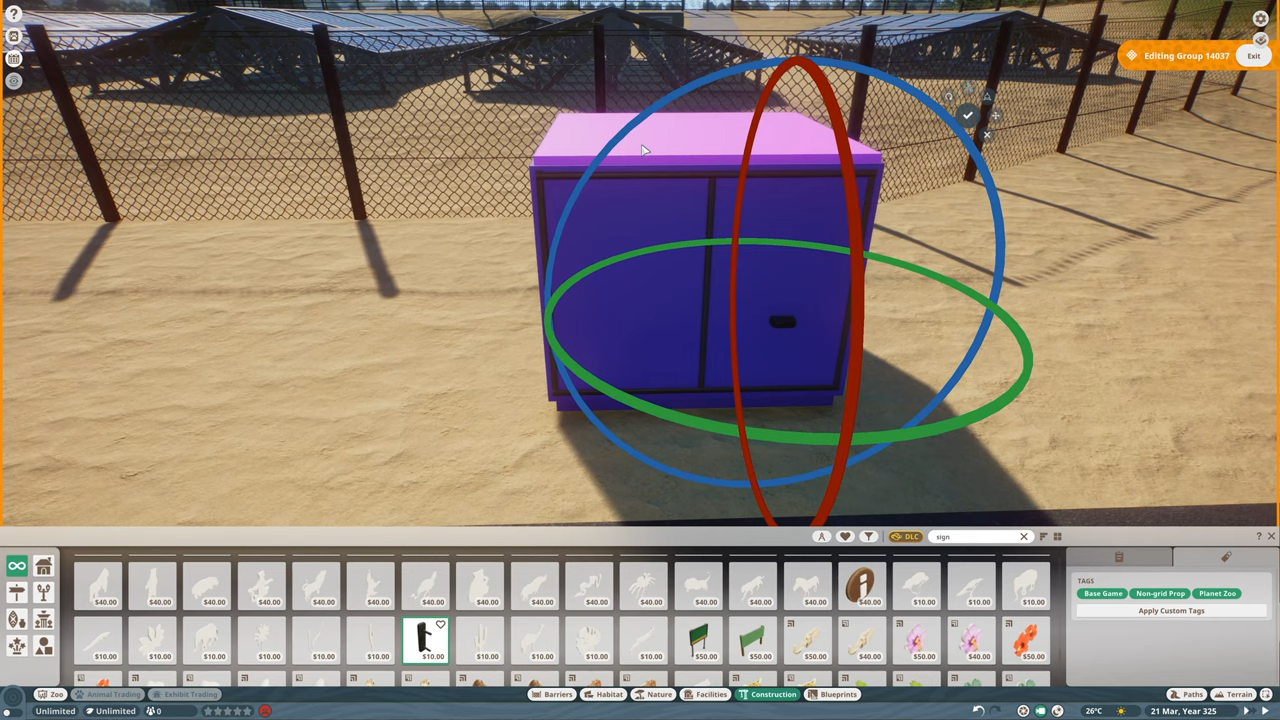 ?
Editing Group 14037
Exit
DLC
sign
?
$40.00 $40.00 $40.00 $40.00 $40.00 $40.00 $40.00 $40.00 $40.00 $40.00 $40.00 $40.00 $40.00 $40.00 $40.00 $10.00 $10.00 $10.00
$10.00 $10.00 $10.00 $10.00 $10.00 $10.00 $10.00 $10.00 $10.00 $10.00 $10.00 $50.00 $50.00 $50.00 $40.00 $50.00 $40.00 $50.00
TAGS
Base Game Non-grid Prop Planet Zoo
Apply Custom Tags
Zoo Animal Trading Exhibit Trading Barriers Habitat Nature Facilities Construction Blueprints Paths Terrain
Unlimited Unlimited 0 26°C 21 Mar, Year 325